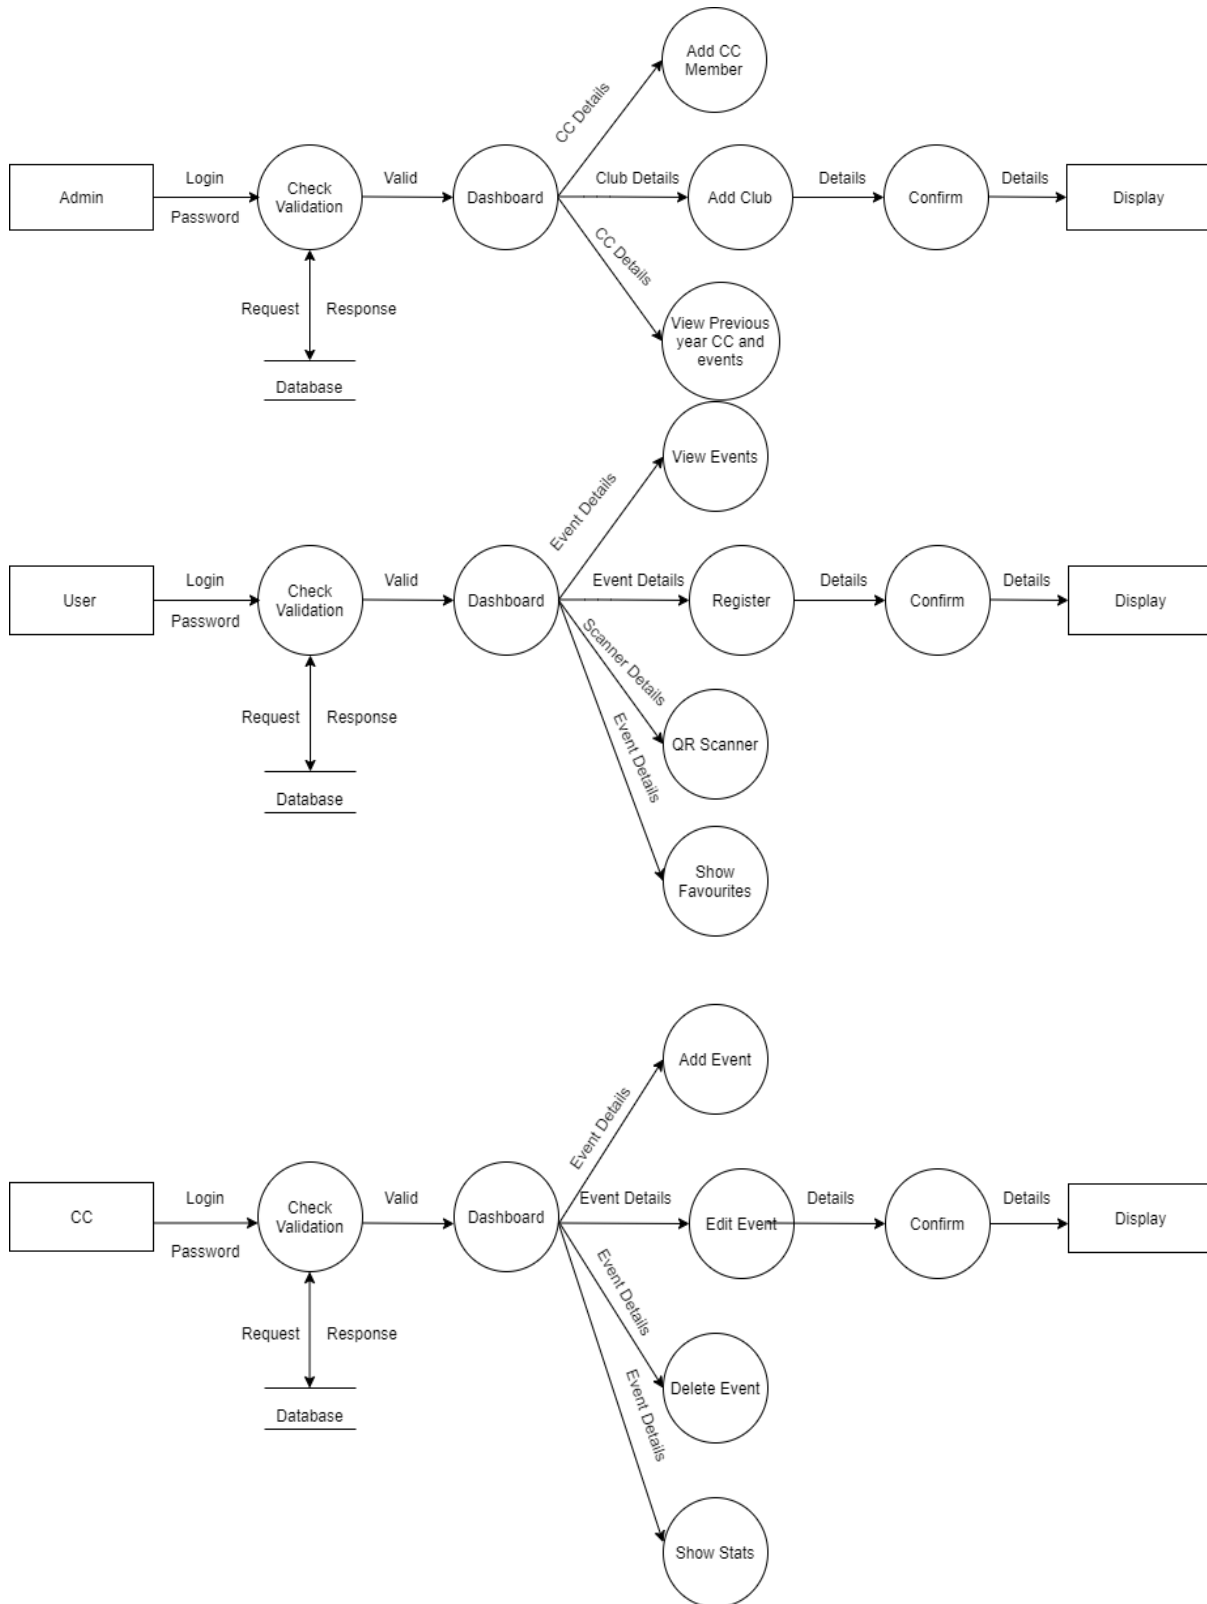 Add CC
Member
CC Details
Login
Valid
Club Details
Details
Details
Admin
Check
Validation
Dashboard
Add Club
Confirm
Display
Password
CC Details
Request
Response
View Previous
year CC and
events
Database
View Events
Event Details
Login
Valid
Event Details
Details
Details
User
Check
Validation
Dashboard
Register
Confirm
Display
Password
Scanner Details
Request
Response
Event Details
QR Scanner
Database
Show
Favourites
Add Event
Event Details
Login
Valid
Event Details
Details
Details
CC
Check
Validation
Dashboard
Edit Event
Confirm
Display
Password
Event Details
Request
Response
Event Details
Delete Event
Database
Show Stats